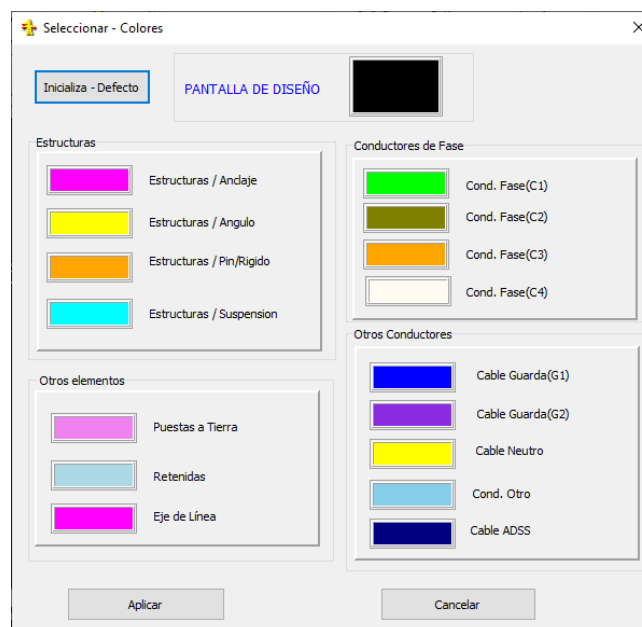 Seleccionar - Colores
Inicializa - Defecto
PANTALLA DE DISEÑO
Estructuras
Estructuras / Anclaje
Estructuras / Angulo
Estructuras / Pin/Rigido
Estructuras / Suspension
Conductores de Fase
Cond. Fase(C1)
Cond. Fase(C2)
Cond. Fase(C3)
Cond. Fase(C4)
Otros elementos
Puestas a Tierra
Retenidas
Eje de Línea
Otros Conductores
Cable Guarda(G1)
Cable Guarda(G2)
Cable Neutro
Cond. Otro
Cable ADSS
Aplicar
Cancelar